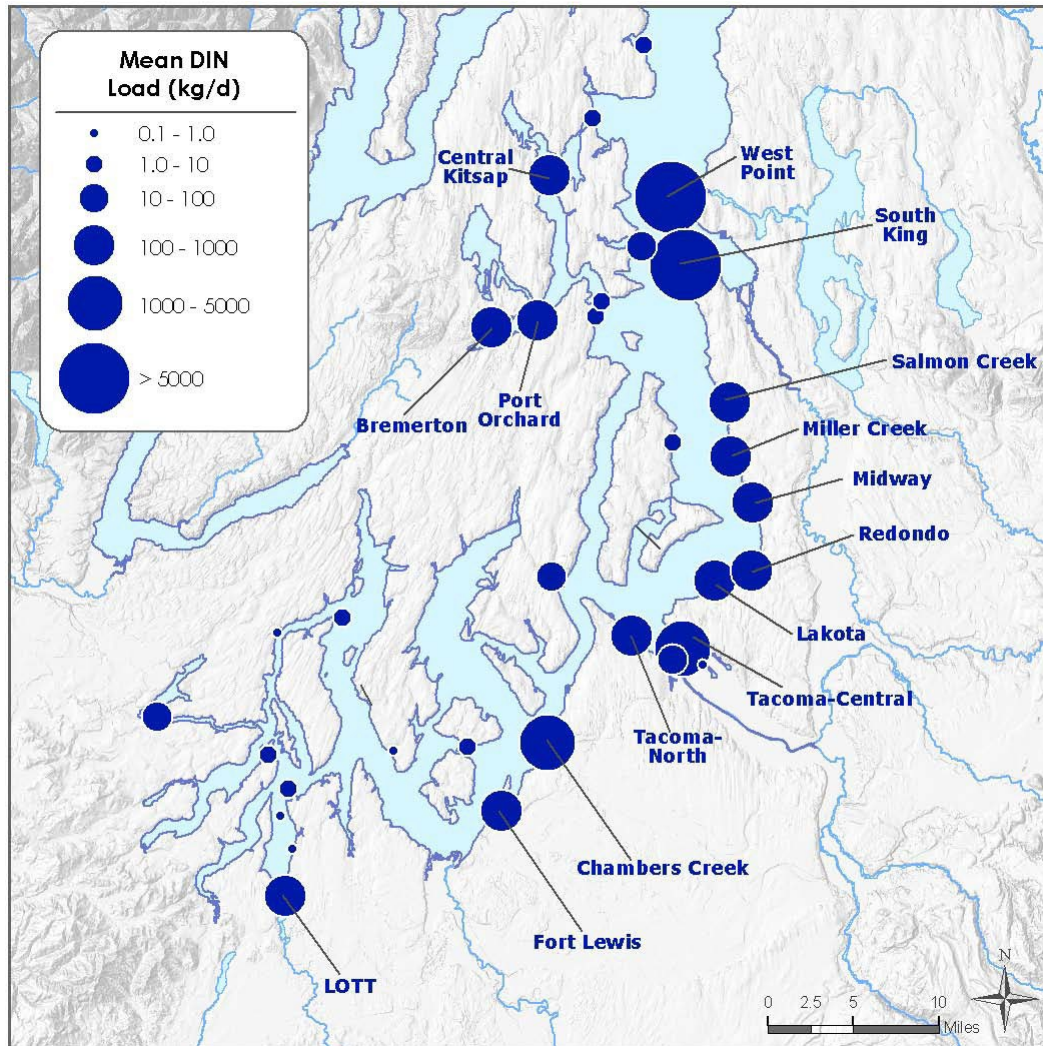 Mean DIN
Load (kg/d)
0.1 - 1.0
1.0 - 10
10 - 100
100 - 1000
1000 - 5000
> 5000
Central
Kitsap
West
Point
South
King
Bremerton
Port
Orchard
Salmon Creek
Miller Creek
Midway
Redondo
Lakota
Tacoma-Central
Tacoma-
North
Chambers Creek
Fort Lewis
LOTT
N
0 2.5 5 10
Miles